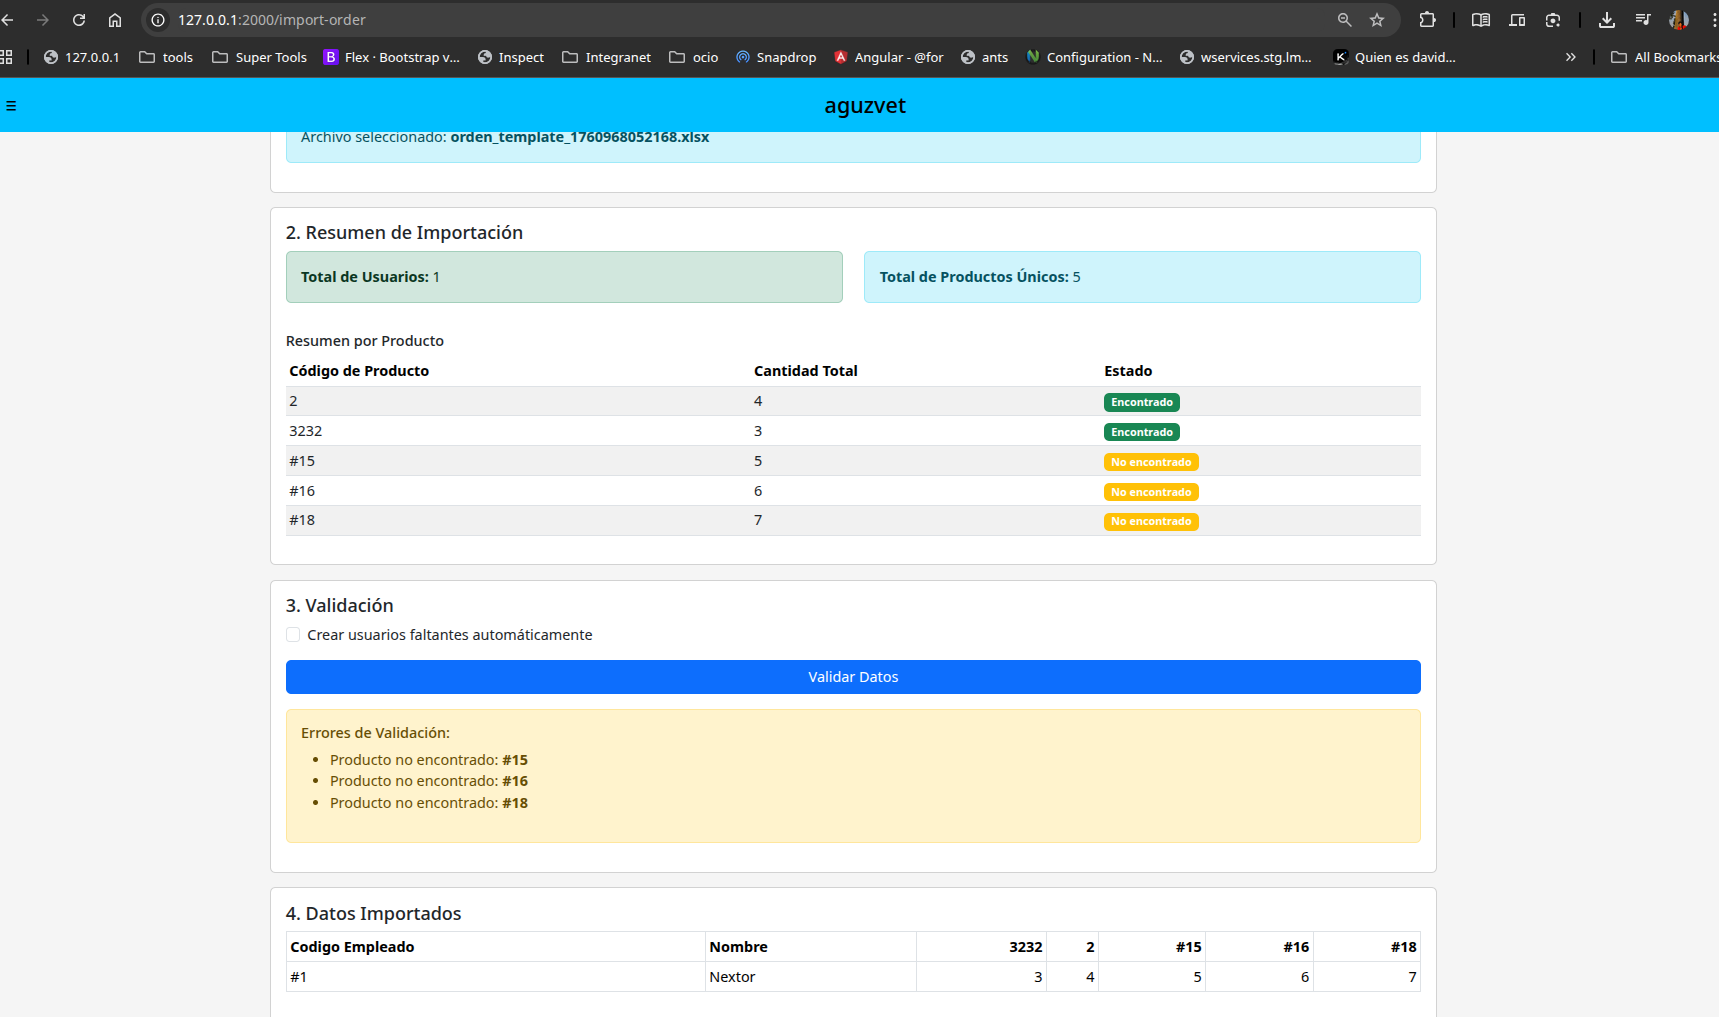 127.0.0.1:2000/import-order
127.0.0.1 tools Super Tools B Flex · Bootstrap v... Inspect Integranet ocio Snapdrop Angular - @for ants Configuration - N... wservices.stg.lm... Quien es david... » All Bookmarks
aguzvet
Archivo seleccionado: orden_template_1760968052168.xlsx
2. Resumen de Importación
Total de Usuarios: 1 Total de Productos Únicos: 5
Resumen por Producto
Código de Producto Cantidad Total Estado
2 4 Encontrado
3232 3 Encontrado
#15 5 No encontrado
#16 6 No encontrado
#18 7 No encontrado
3. Validación
Crear usuarios faltantes automáticamente
Validar Datos
Errores de Validación:
• Producto no encontrado: #15
• Producto no encontrado: #16
• Producto no encontrado: #18
4. Datos Importados
Codigo Empleado Nombre 3232 2 #15 #16 #18
#1 Nextor 3 4 5 6 7